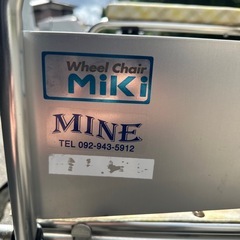 Wheel Chair
MiKi
MINE
TEL 092-943-5912